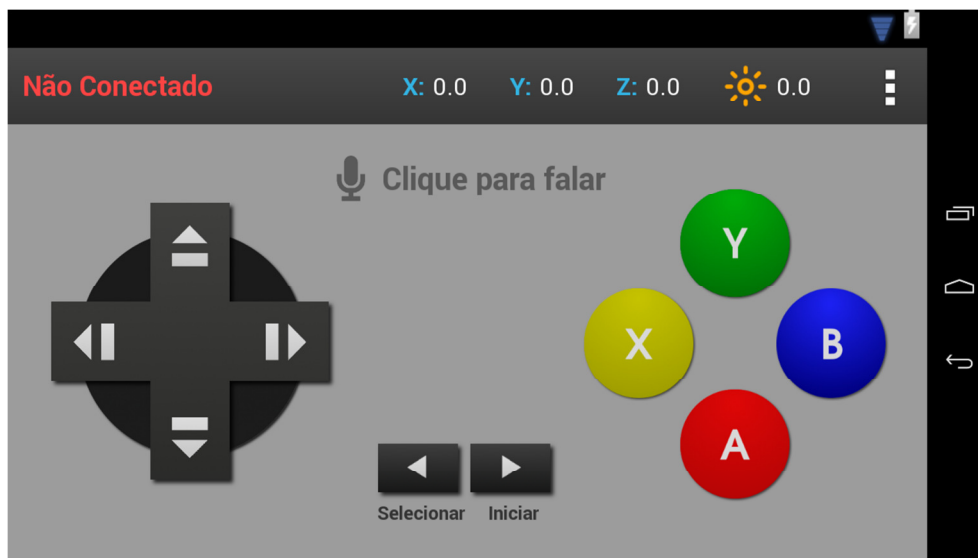 Não Conectado X: 0.0 Y: 0.0 Z: 0.0 0.0
Clique para falar
Y
X B
A
Selecionar Iniciar